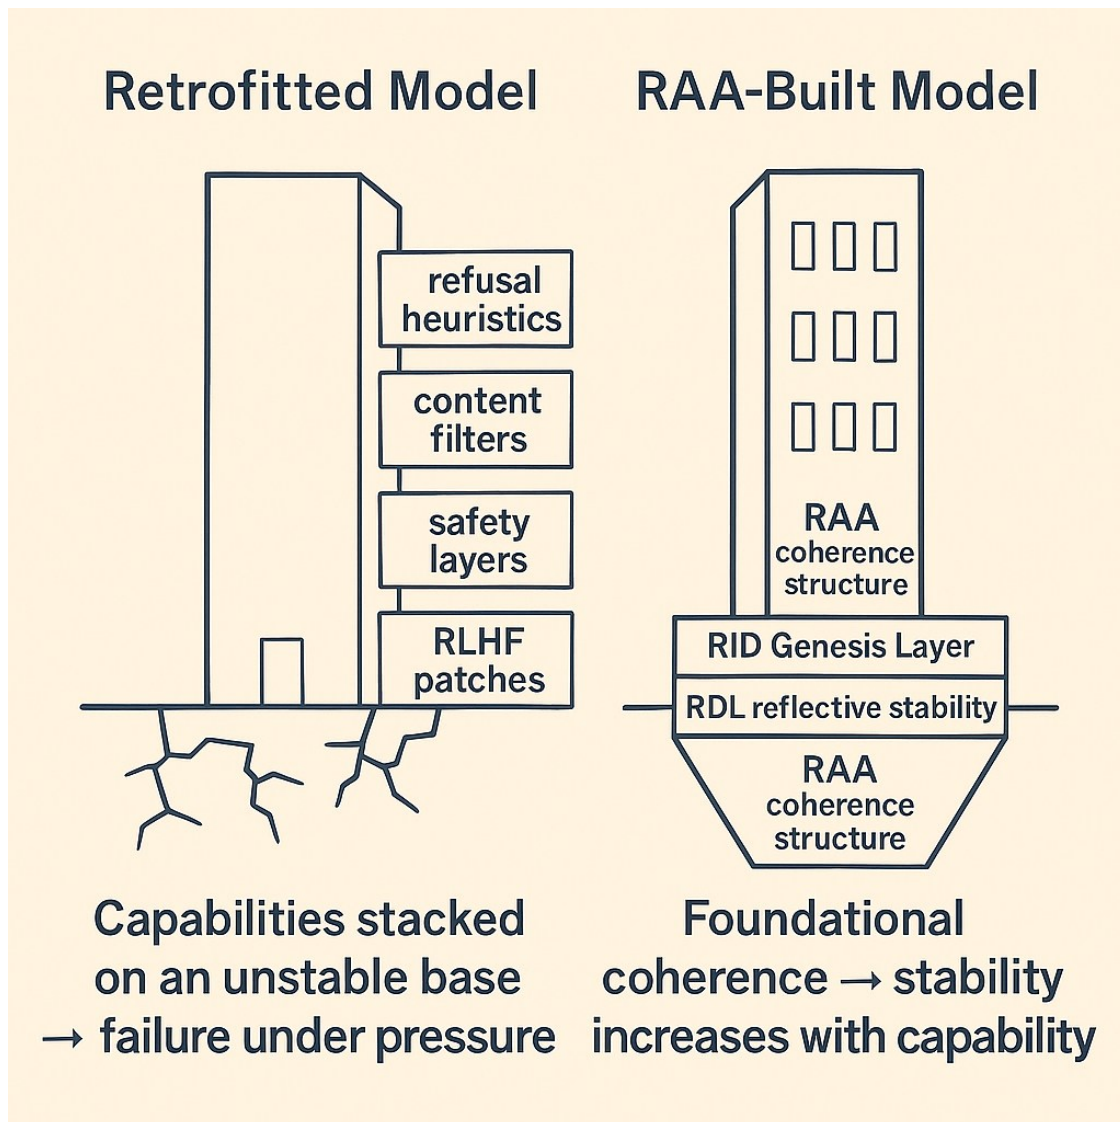 Retrofitted Model
refusal
heuristics
content
filters
safety
layers
RLHF
patches
Capabilities stacked
on an unstable base
→ failure under pressure
RAA-Built Model
RAA
coherence
structure
RID Genesis Layer
RDL reflective stability
RAA
coherence
structure
Foundational
coherence → stability
increases with capability